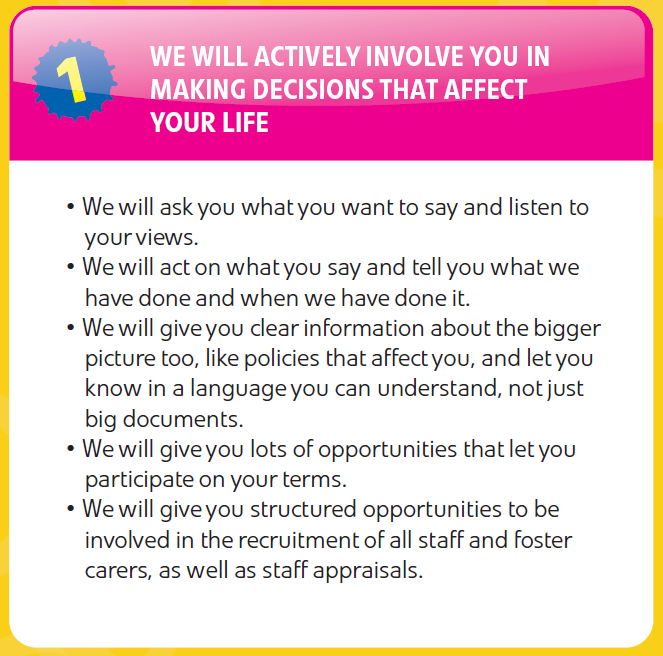 1
WE WILL ACTIVELY INVOLVE YOU IN
MAKING DECISIONS THAT AFFECT
YOUR LIFE
• We will ask you what you want to say and listen to
your views.
• We will act on what you say and tell you what we
have done and when we have done it.
• We will give you clear information about the bigger
picture too, like policies that affect you, and let you
know in a language you can understand, not just
big documents.
• We will give you lots of opportunities that let you
participate on your terms.
• We will give you structured opportunities to be
involved in the recruitment of all staff and foster
carers, as well as staff appraisals.